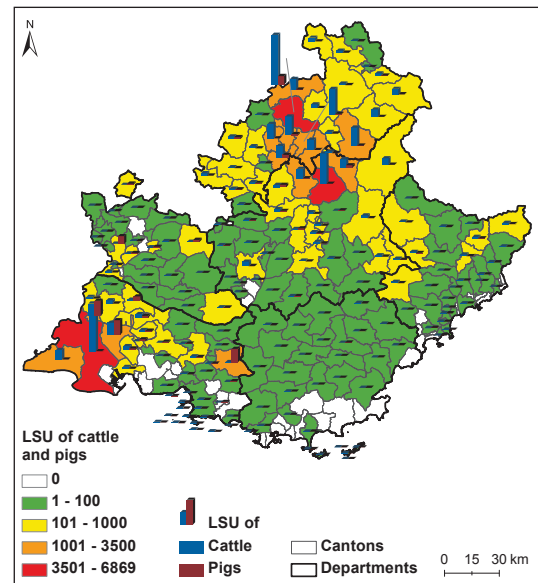 N
LSU of cattle
and pigs
0
1 - 100
101 - 1000
1001 - 3500
3501 - 6869
LSU of
Cattle
Pigs
Cantons
Departments
0 15 30 km